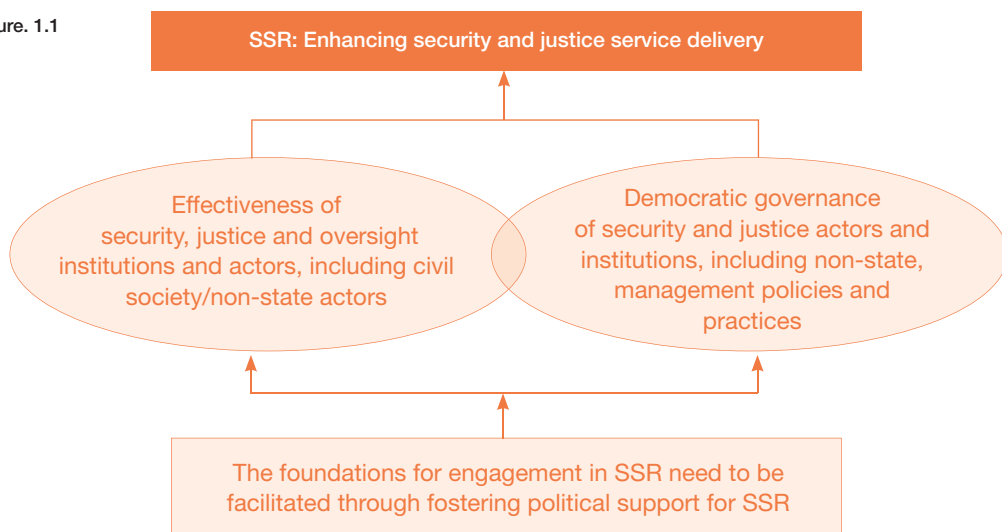 ure. 1.1
SSR: Enhancing security and justice service delivery
Effectiveness of
security, justice and oversight
institutions and actors, including civil
society/non-state actors
Democratic governance
of security and justice actors and
institutions, including non-state,
management policies and
practices
The foundations for engagement in SSR need to be
facilitated through fostering political support for SSR